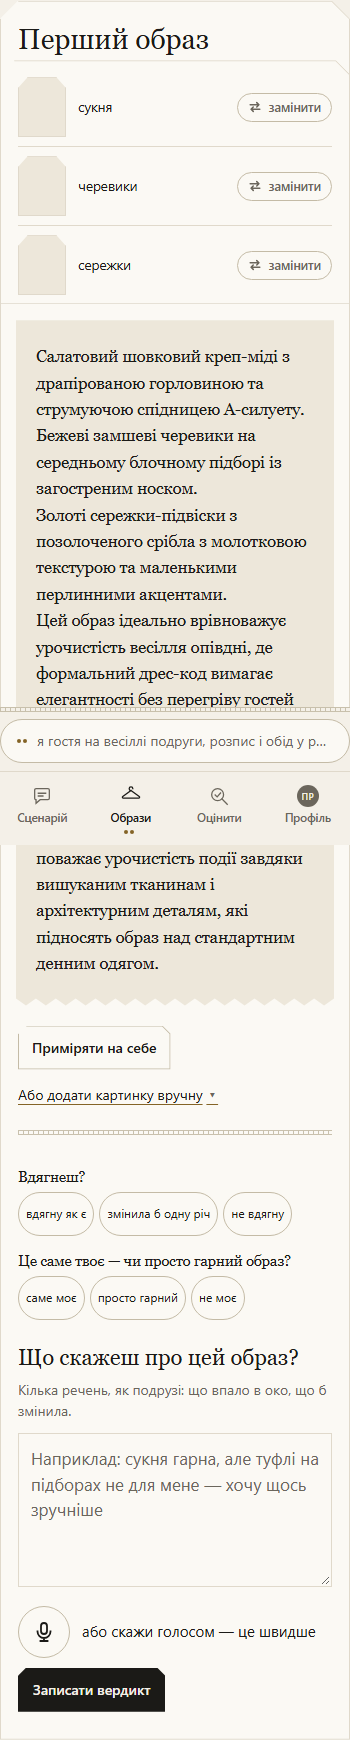 Перший образ
сукня
замінити
черевики
замінити
сережки
замінити
Салатовий шовковий креп-міді з
драпірованою горловиною та
струмуючою спідницею А-силуету.
Бежеві замшеві черевики на
середньому блочному підборі із
загостреним носком.
Золоті сережки-підвіски з
позолоченого срібла з молотковою
текстурою та маленькими
перлинними акцентами.
Цей образ ідеально врівноважує
урочистість весілля опівдні, де
формальний дрес-код вимагає
елегантності без перегріву гостей
я гостя на весіллі подруги, розпис і обід у р...
Сценарій
Образи
Оцінити
ПР
Профіль
поважає урочистість події завдяки
вишуканим тканинам і
архітектурним деталям, які
підносять образ над стандартним
денним одягом.
Приміряти на себе
Або додати картинку вручну
Вдягнеш?
вдягну як є
змінила б одну річ
не вдягну
Це саме твоє — чи просто гарний образ?
саме моє
просто гарний
не моє
Що скажеш про цей образ?
Кілька речень, як подрузі: що впало в око, що б
змінила.
Наприклад: сукня гарна, але туфлі на
підборах не для мене — хочу щось
зручніше
або скажи голосом — це швидше
Записати вердикт